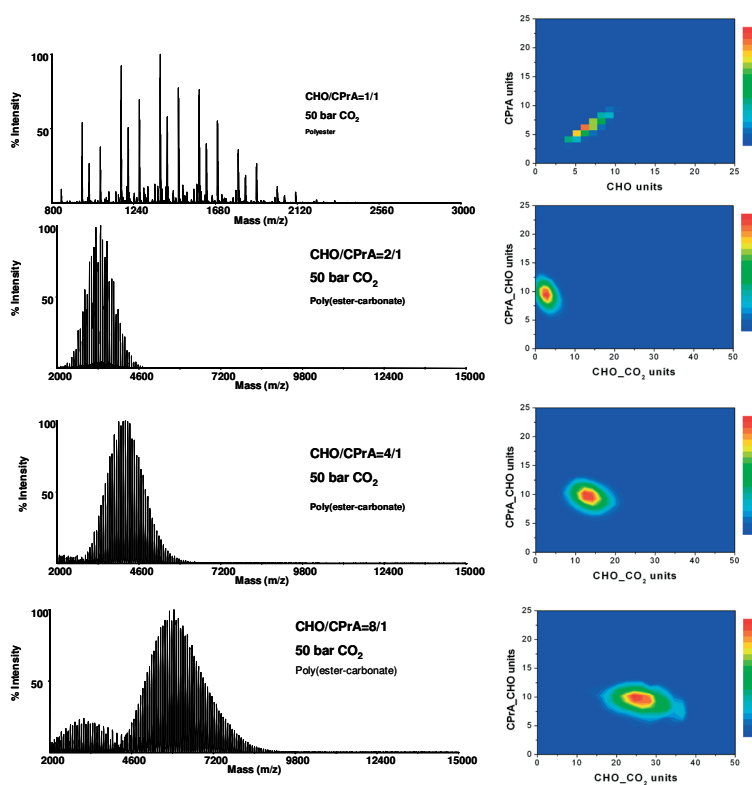 100
50
% Intensity
CHO/CPrA=1/1
50 bar CO2
Polyester
800 1240 1680 2120 2560 3000
Mass (m/z)
25
20
15
10
5
0
CPrA units
0 5 10 15 20 25
CHO units
100
50
% Intensity
CHO/CPrA=2/1
50 bar CO2
Poly(ester-carbonate)
2000 4600 7200 9800 12400 15000
Mass (m/z)
25
20
15
10
5
0
CPrA_CHO units
0 10 20 30 40 50
CHO_CO2 units
100
50
% Intensity
CHO/CPrA=4/1
50 bar CO2
Poly(ester-carbonate)
2000 4600 7200 9800 12400 15000
Mass (m/z)
25
20
15
10
5
0
CPrA_CHO units
0 10 20 30 40 50
CHO_CO2 units
100
50
% Intensity
CHO/CPrA=8/1
50 bar CO2
Poly(ester-carbonate)
2000 4600 7200 9800 12400 15000
Mass (m/z)
25
20
15
10
5
0
CPrA_CHO units
0 10 20 30 40 50
CHO_CO2 units